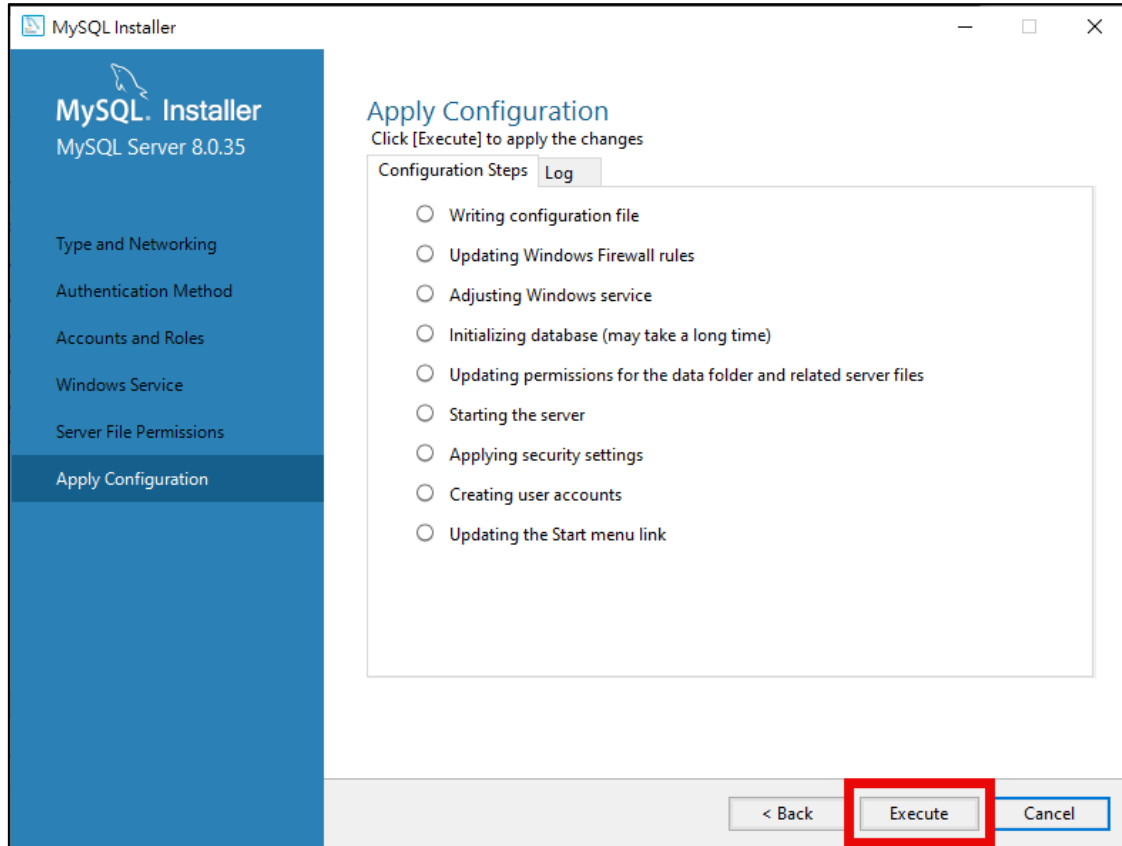 MySQL Installer
MySQL. Installer
MySQL Server 8.0.35
Type and Networking
Authentication Method
Accounts and Roles
Windows Service
Server File Permissions
Apply Configuration
Apply Configuration
Click [Execute] to apply the changes
Configuration Steps Log
Writing configuration file
Updating Windows Firewall rules
Adjusting Windows service
Initializing database (may take a long time)
Updating permissions for the data folder and related server files
Starting the server
Applying security settings
Creating user accounts
Updating the Start menu link
< Back Execute Cancel